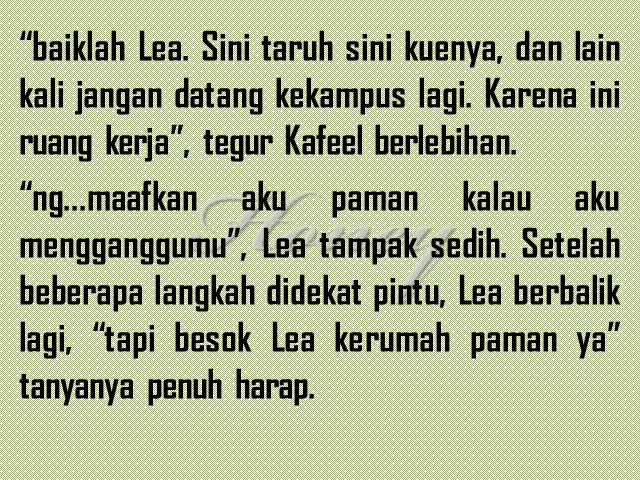 “baiklah Lea. Sini taruh sini kuenya, dan lain
kali jangan datang kekampus lagi. Karena ini
ruang kerja”, tegur Kafeel berlebihan.
“ng...maafkan aku paman kalau aku
mengganggumu”, Lea tampak sedih. Setelah
beberapa langkah didekat pintu, Lea berbalik
lagi, “tapi besok Lea kerumah paman ya”
tanyanya penuh harap.
Honey